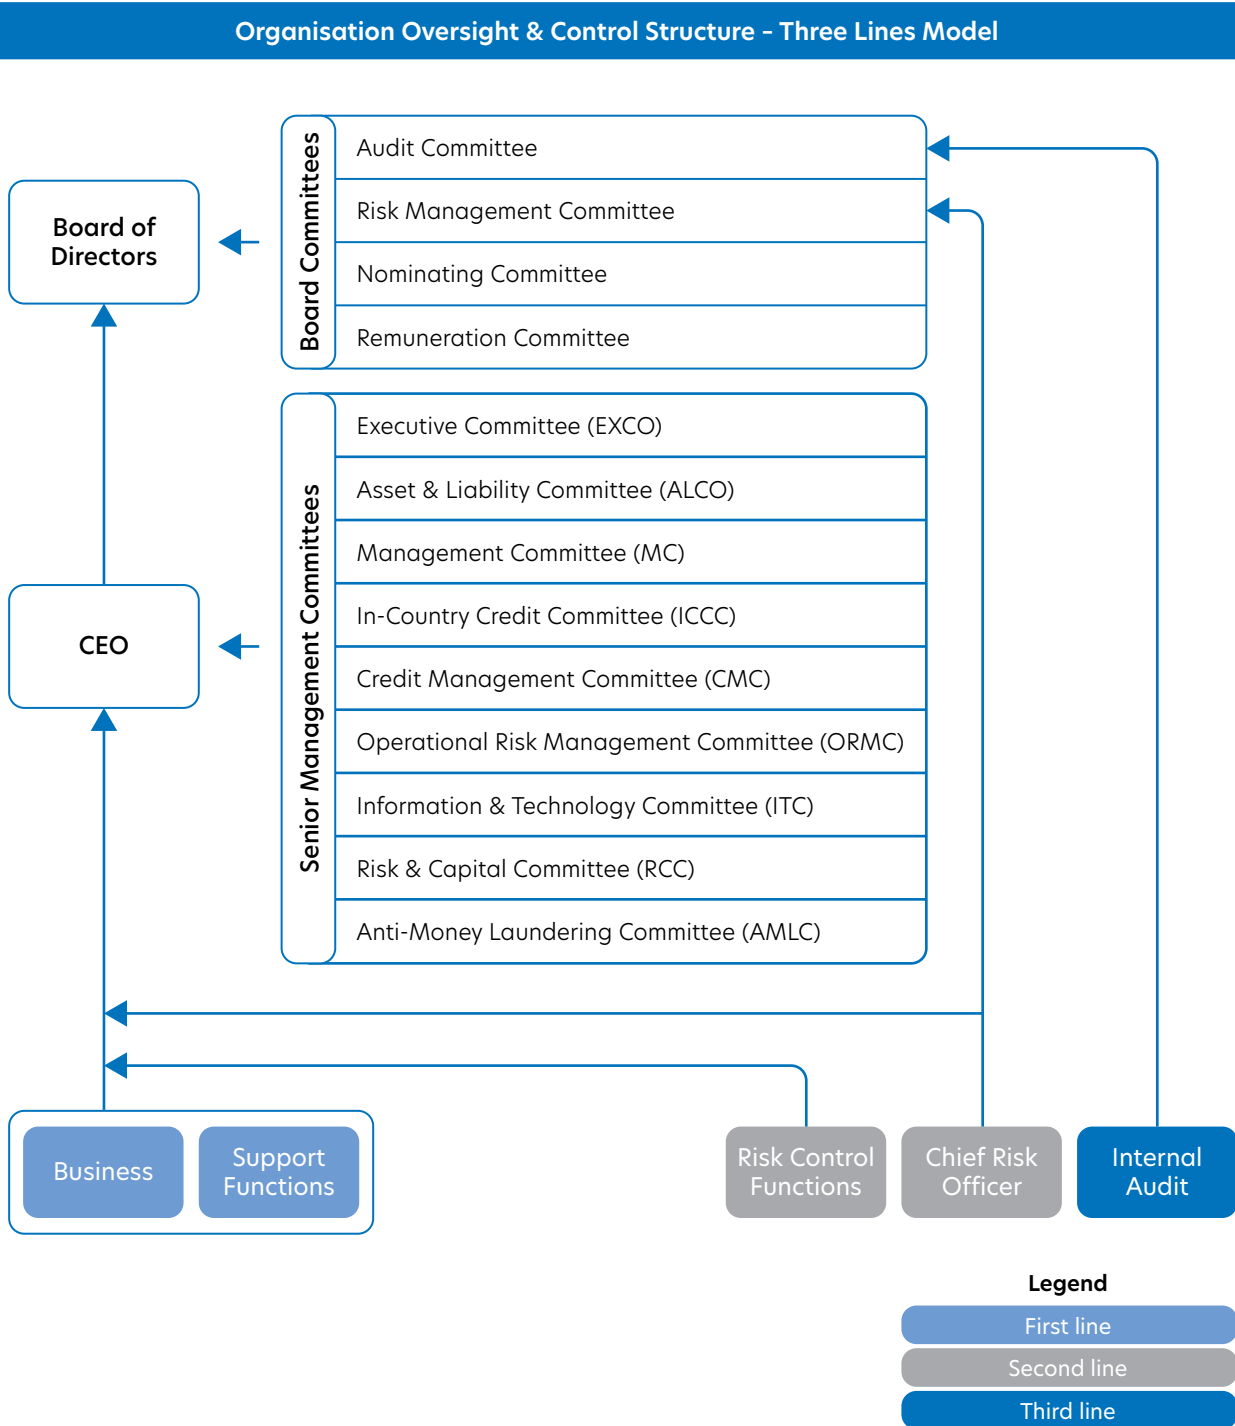 Organisation Oversight & Control Structure – Three Lines Model
Board Committees
Audit Committee
Risk Management Committee
Nominating Committee
Remuneration Committee
Board of
Directors
Senior Management Committees
Executive Committee (EXCO)
Asset & Liability Committee (ALCO)
Management Committee (MC)
In-Country Credit Committee (ICCC)
Credit Management Committee (CMC)
Operational Risk Management Committee (ORMC)
Information & Technology Committee (ITC)
Risk & Capital Committee (RCC)
Anti-Money Laundering Committee (AMLC)
CEO
Business
Support
Functions
Risk Control
Functions
Chief Risk
Officer
Internal
Audit
Legend
First line
Second line
Third line